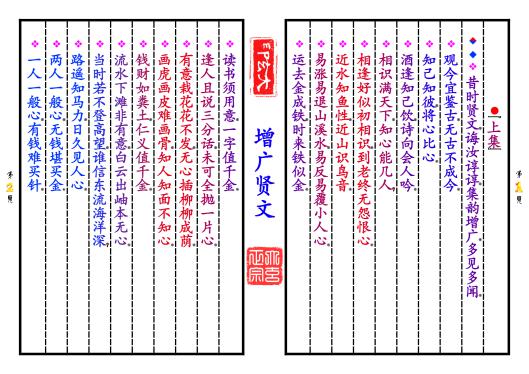 第1頁
上集
昔时贤文,诲汝谆谆,集韵增广,多见多闻。
观今宜鉴古,无古不成今。
知己知彼,将心比心。
酒逢知己饮,诗向会人吟。
相识满天下,知心能几人。
相逢好似初相识,到老终无怨恨心。
近水知鱼性,近山识鸟音。
易涨易退山溪水,易反易覆小人心。
运去金成铁,时来铁似金。
增广贤文
读书须用意,一字值千金。
逢人且说三分话,未可全抛一片心。
有意栽花花不发,无心插柳柳成荫。
画虎画皮难画骨,知人知面不知心。
钱财如粪土,仁义值千金。
流水下滩非有意,白云出岫本无心。
当时若不登高望,谁信东流海洋深。
路遥知马力,日久见人心。
两人一般心,无钱堪买金。
一人一般心,有钱难买针。
第2頁